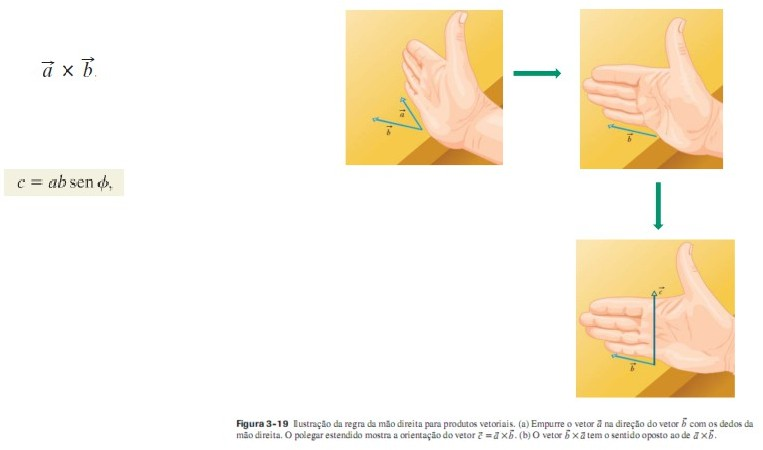 a⃗ × b⃗.
c = ab sen ϕ,
a⃗
b⃗
b⃗
c⃗
b⃗
Figura 3-19 Ilustração da regra da mão direita para produtos vetoriais. (a) Empurre o vetor a⃗ na direção do vetor b⃗ com os dedos da
mão direita. O polegar estendido mostra a orientação do vetor c⃗ = a⃗ × b⃗. (b) O vetor b⃗ × a⃗ tem o sentido oposto ao de a⃗ × b⃗.